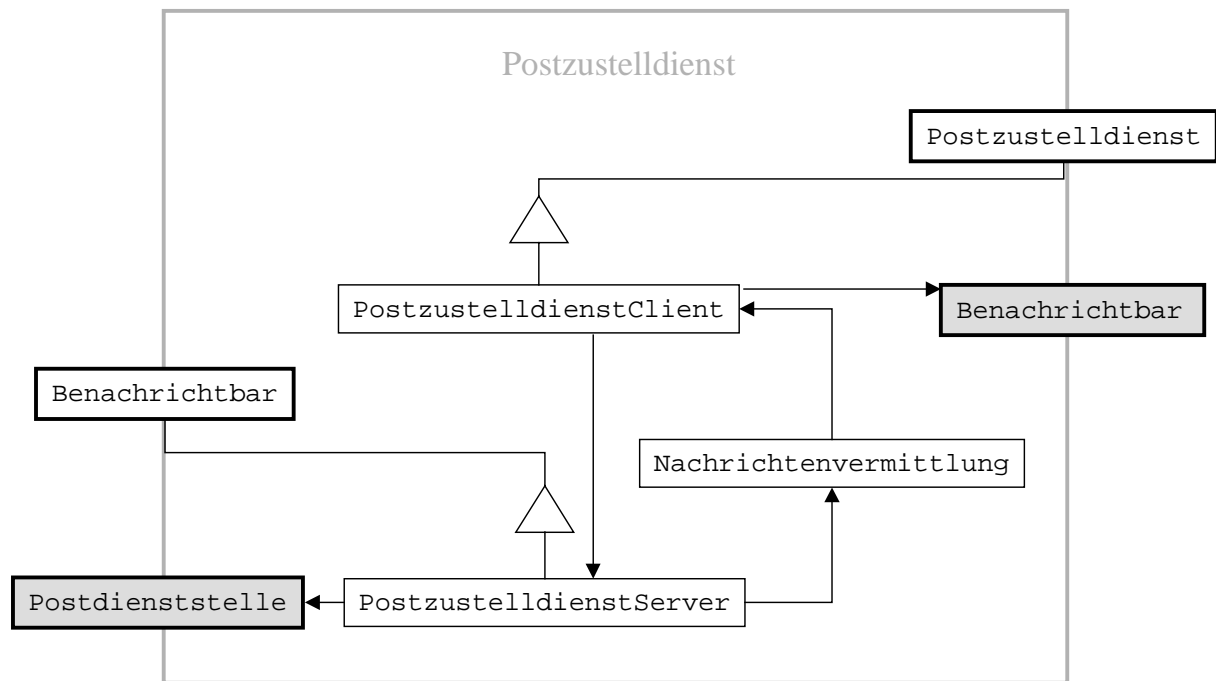 Postzustelldienst
Postzustelldienst
PostzustelldienstClient
Benachrichtbar
Benachrichtbar
Nachrichtenvermittlung
Postdienststelle
PostzustelldienstServer